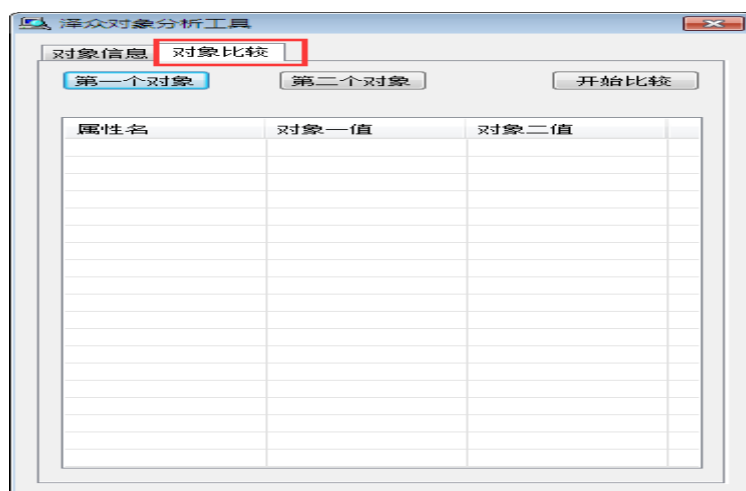 泽众对象分析工具
对象信息 对象比较
第一个对象 第二个对象 开始比较
属性名 对象一值 对象二值